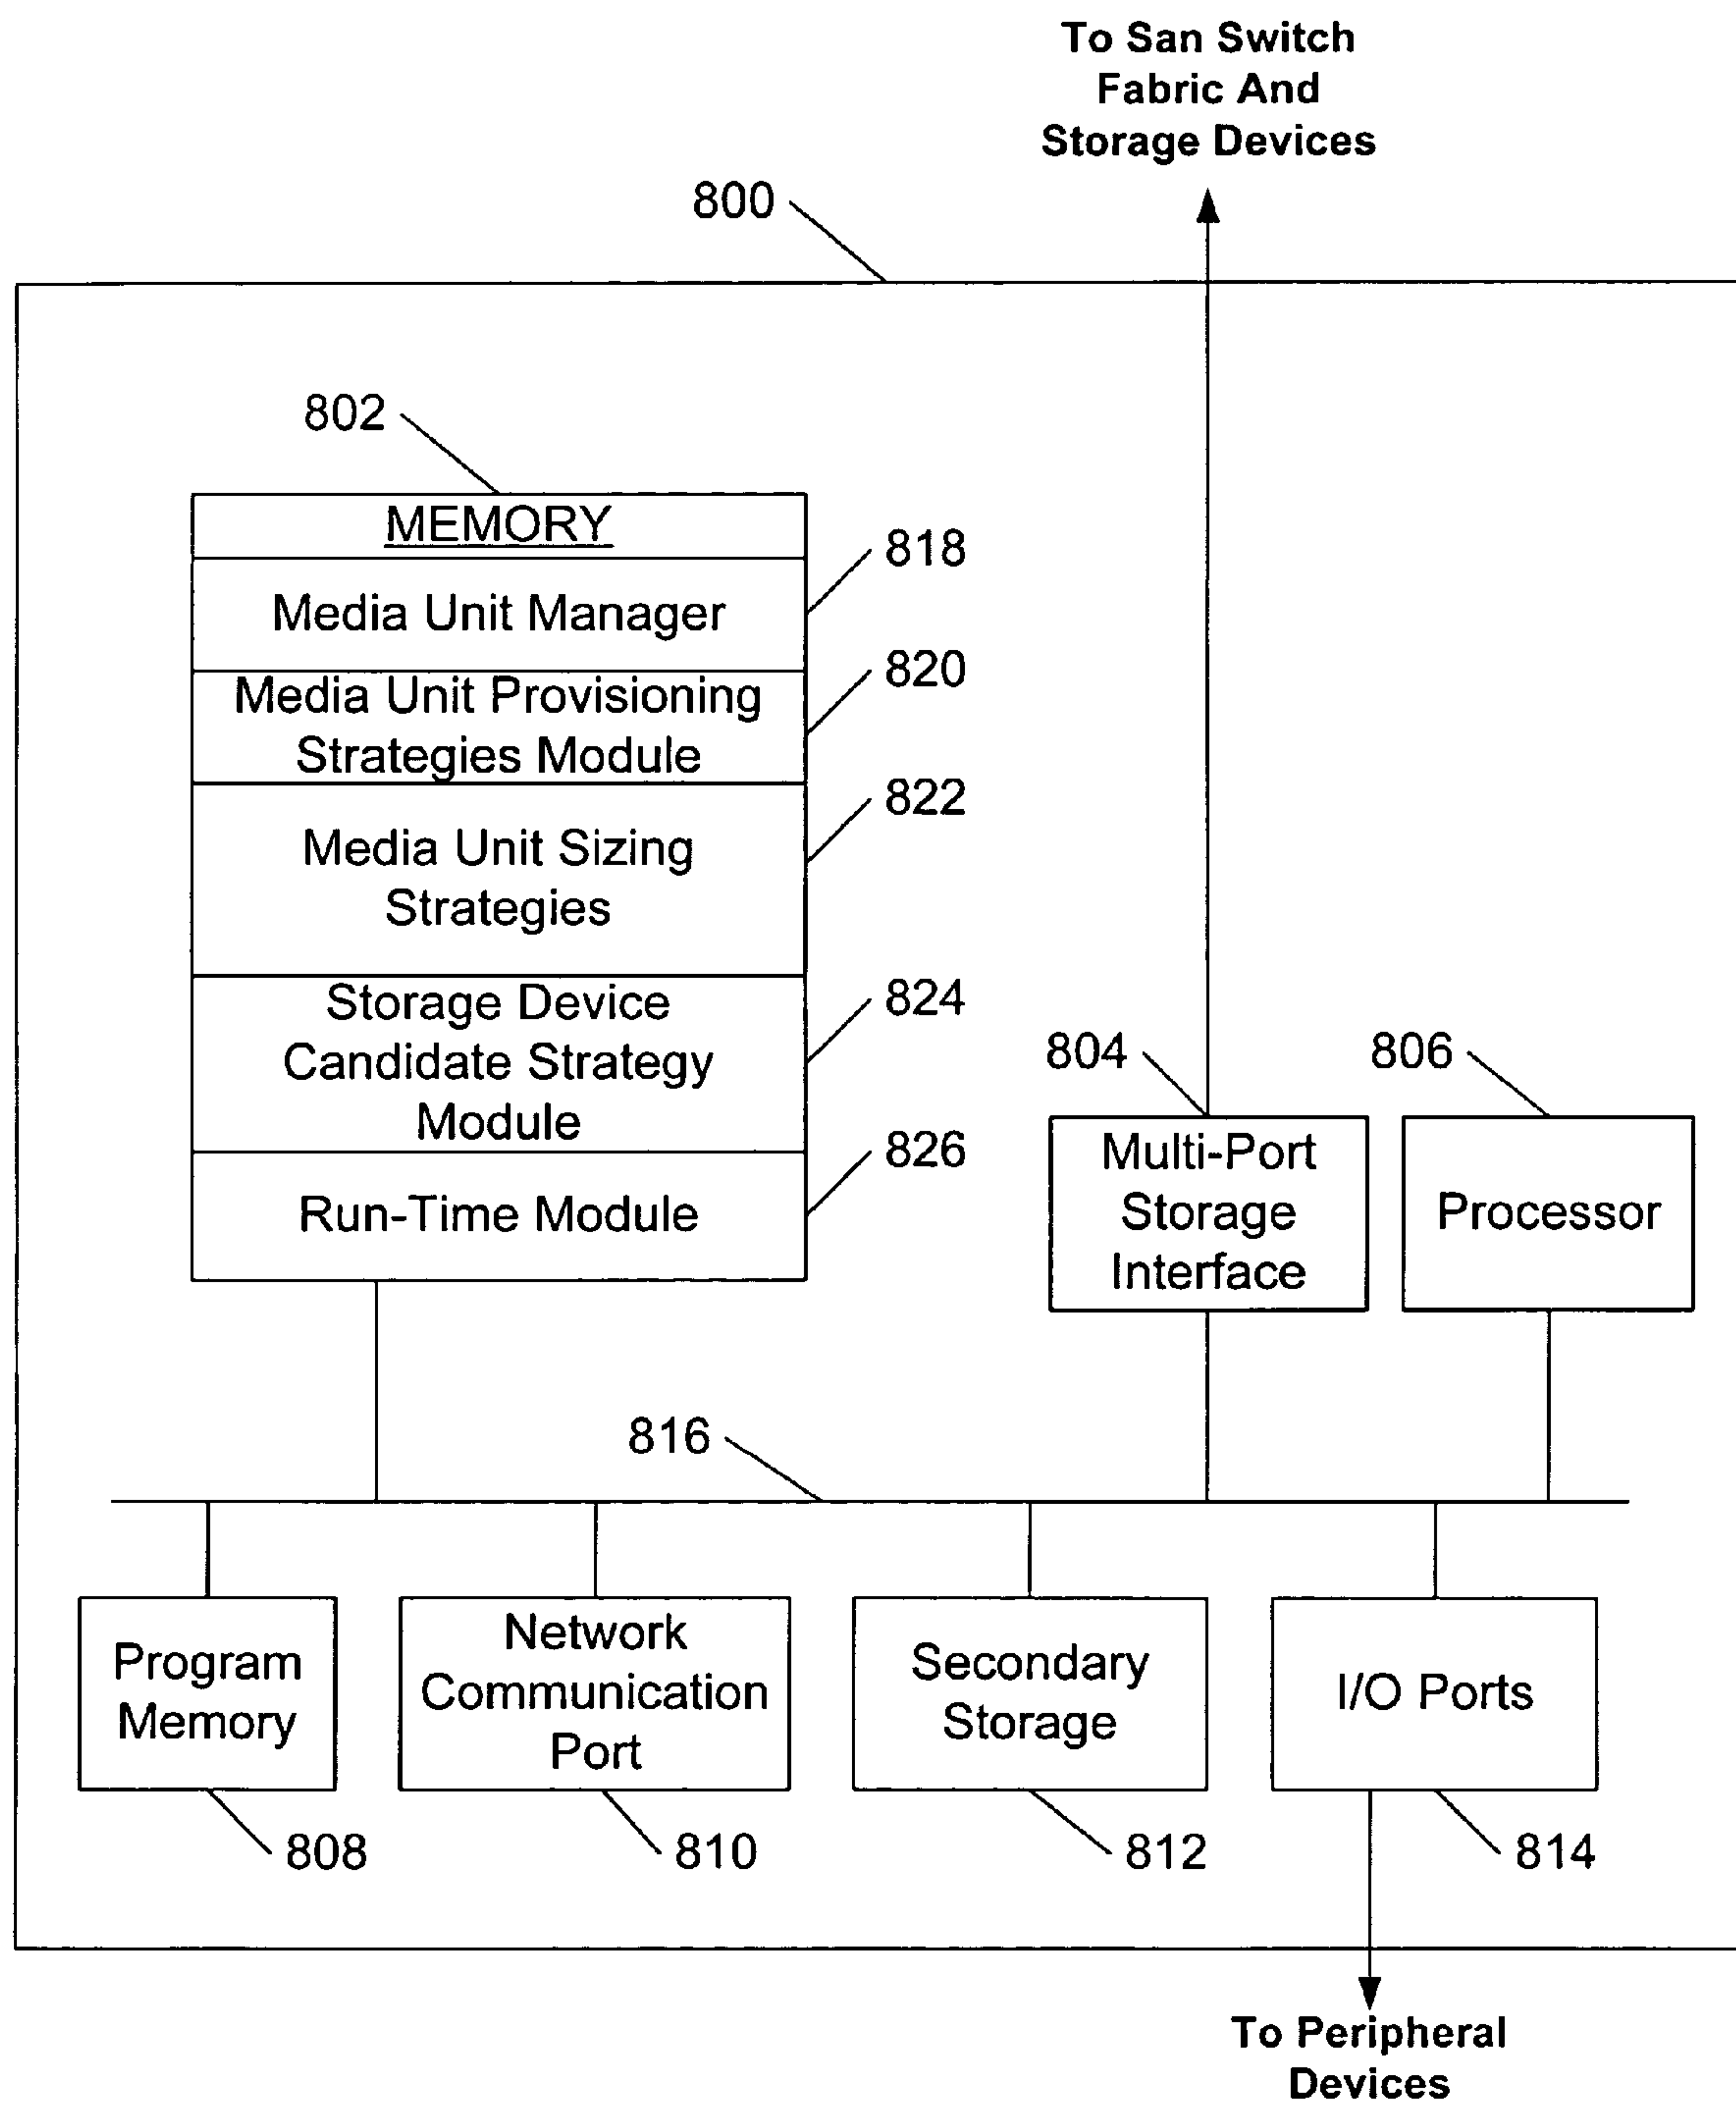 To San Switch
Fabric And
Storage Devices
800
802
MEMORY
818
Media Unit Manager
820
Media Unit Provisioning
Strategies Module
822
Media Unit Sizing
Strategies
824
Storage Device
Candidate Strategy
Module
826
Run-Time Module
804
806
Multi-Port
Storage
Interface
Processor
816
Program
Memory
Network
Communication
Port
Secondary
Storage
I/O Ports
808
810
812
814
To Peripheral
Devices